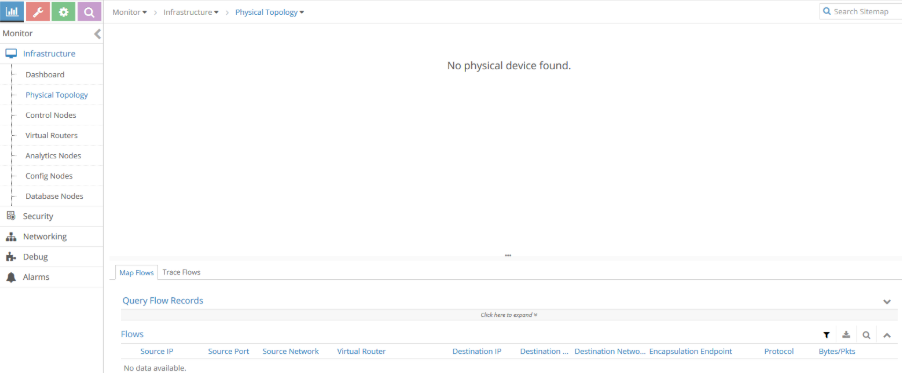 Monitor Infrastructure Physical Topology Search Sitemap
Monitor
Infrastructure
Dashboard
Physical Topology
Control Nodes
Virtual Routers
Analytics Nodes
Config Nodes
Database Nodes
Security
Networking
Debug
Alarms
No physical device found.
Map Flows Trace Flows
Query Flow Records
Click here to expand
Flows
Source IP Source Port Source Network Virtual Router Destination IP Destination ... Destination Netwo... Encapsulation Endpoint Protocol Bytes/Pkts
No data available.